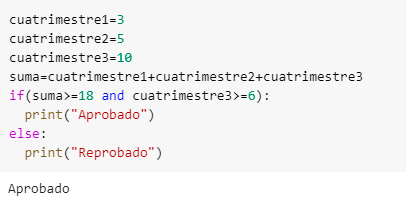 cuatrimestre1=3
cuatrimestre2=5
cuatrimestre3=10
suma=cuatrimestre1+cuatrimestre2+cuatrimestre3
if(suma>=18 and cuatrimestre3>=6):
  print("Aprobado")
else:
  print("Reprobado")
Aprobado